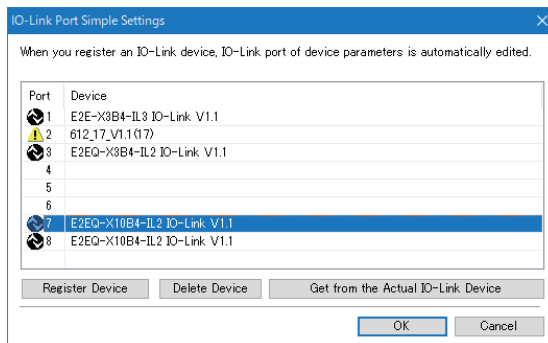 IO-Link Port Simple Settings
When you register an IO-Link device, IO-Link port of device parameters is automatically edited.
Port Device
1 E2E-X3B4-IL3 IO-Link V1.1
2 612_17_V1.1(17)
3 E2EQ-X3B4-IL2 IO-Link V1.1
4
5
6
7 E2EQ-X10B4-IL2 IO-Link V1.1
8 E2EQ-X10B4-IL2 IO-Link V1.1
Register Device Delete Device Get from the Actual IO-Link Device
OK Cancel